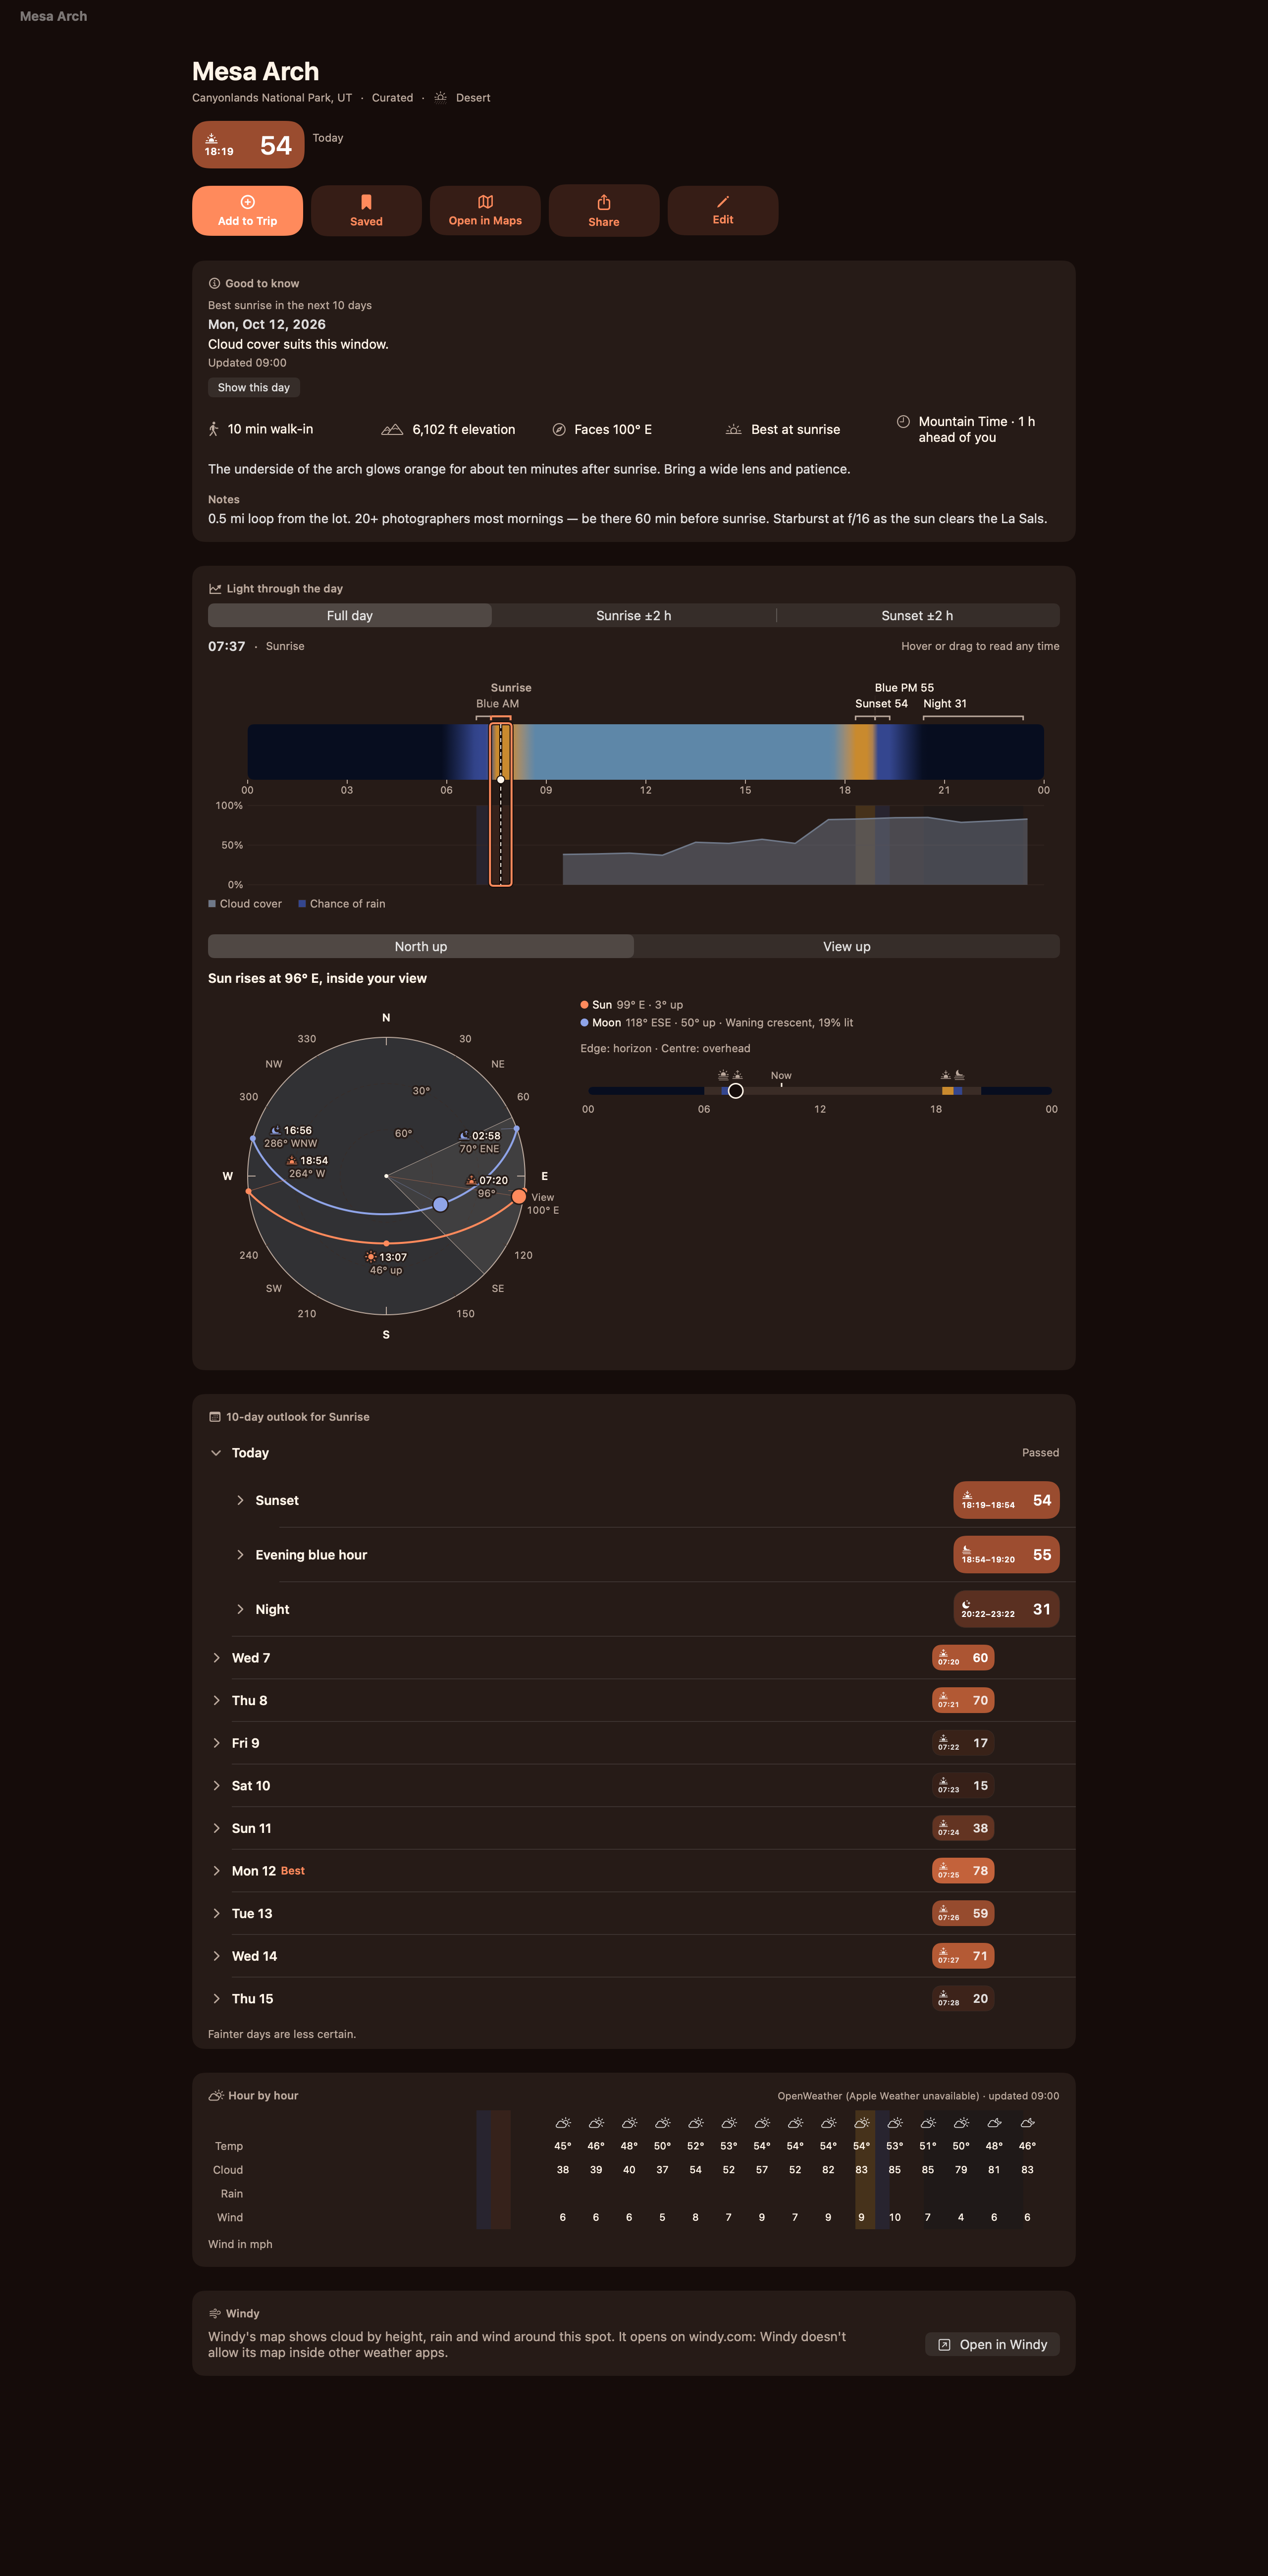 Mesa Arch
Mesa Arch
Canyonlands National Park, UT · Curated · Desert
18:19 54 Today
Add to Trip
Saved
Open in Maps
Share
Edit
Good to know
Best sunrise in the next 10 days
Mon, Oct 12, 2026
Cloud cover suits this window.
Updated 09:00
Show this day
10 min walk-in
6,102 ft elevation
Faces 100° E
Best at sunrise
Mountain Time · 1 h
ahead of you
The underside of the arch glows orange for about ten minutes after sunrise. Bring a wide lens and patience.
Notes
0.5 mi loop from the lot. 20+ photographers most mornings — be there 60 min before sunrise. Starburst at f/16 as the sun clears the La Sals.
Light through the day
Full day Sunrise ±2 h Sunset ±2 h
07:37 · Sunrise Hover or drag to read any time
Sunrise Blue PM 55
Blue AM Sunset 54 Night 31
00 03 06 09 12 15 18 21 00
100%
50%
0%
Cloud cover Chance of rain
North up View up
Sun rises at 96° E, inside your view
Sun 99° E · 3° up
Moon 118° ESE · 50° up · Waning crescent, 19% lit
Edge: horizon · Centre: overhead
Now
00 06 12 18 00
N
330 30
NW NE
30°
300 60
60°
16:56
286° WNW
02:58
70° ENE
18:54
264° W
W E
07:20
96°
View
100° E
13:07
46° up
240 120
SW SE
210 150
S
10-day outlook for Sunrise
Today Passed
Sunset 18:19–18:54 54
Evening blue hour 18:54–19:20 55
Night 20:22–23:22 31
Wed 7 07:20 60
Thu 8 07:21 70
Fri 9 07:22 17
Sat 10 07:23 15
Sun 11 07:24 38
Mon 12 Best 07:25 78
Tue 13 07:26 59
Wed 14 07:27 71
Thu 15 07:28 20
Fainter days are less certain.
Hour by hour OpenWeather (Apple Weather unavailable) · updated 09:00
Temp 45° 46° 48° 50° 52° 53° 54° 54° 54° 54° 53° 51° 50° 48° 46°
Cloud 38 39 40 37 54 52 57 52 82 83 85 85 79 81 83
Rain
Wind 6 6 6 5 8 7 9 7 9 9 10 7 4 6 6
Wind in mph
Windy
Windy's map shows cloud by height, rain and wind around this spot. It opens on windy.com: Windy doesn't
allow its map inside other weather apps.
Open in Windy